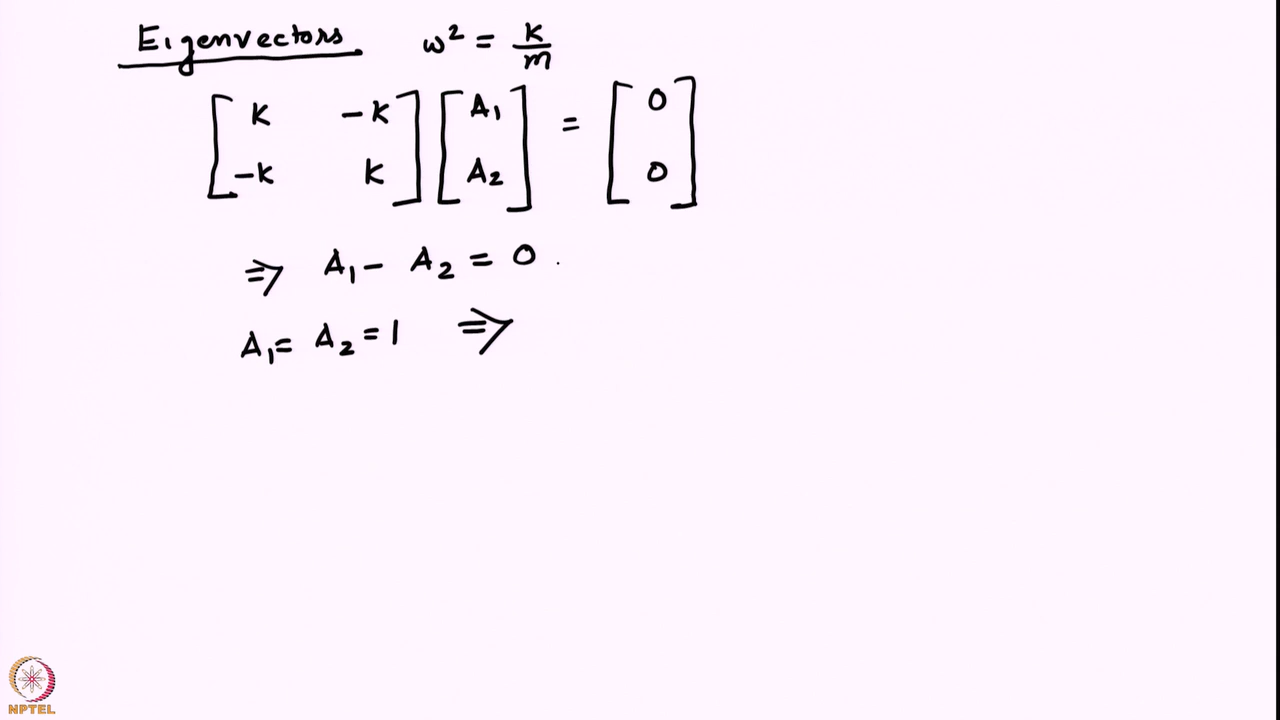 Eigenvectors ω² = k/m
[ k -k ] [ A₁ ] = [ 0 ]
[ -k k ] [ A₂ ] [ 0 ]
⇒ A₁ - A₂ = 0
A₁ = A₂ = 1 ⇒
NPTEL